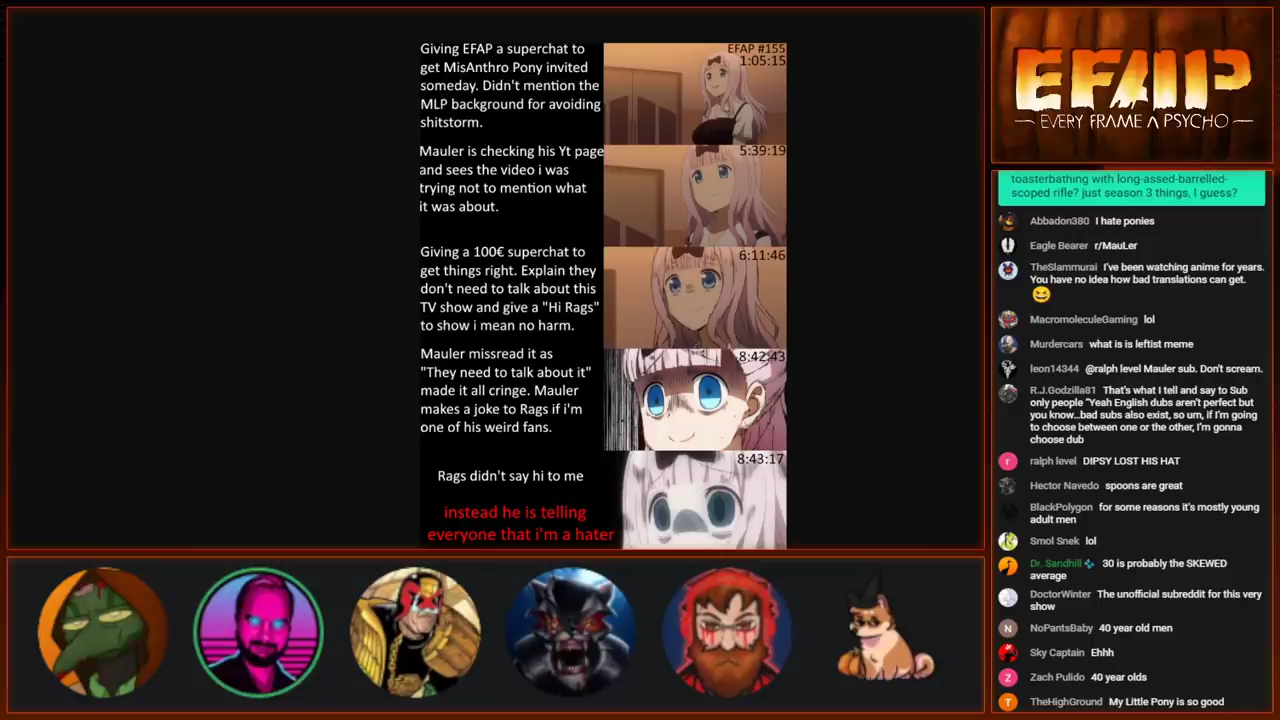 Giving EFAP a superchat to
get MisAnthro Pony invited
someday. Didn't mention the
MLP background for avoiding
shitstorm.
EFAP #155
1:05:15
Mauler is checking his Yt page
and sees the video i was
trying not to mention what
it was about.
5:39:19
Giving a 100€ superchat to
get things right. Explain they
don't need to talk about this
TV show and give a "Hi Rags"
to show i mean no harm.
6:11:46
Mauler missread it as
"They need to talk about it"
made it all cringe. Mauler
makes a joke to Rags if i'm
one of his weird fans.
8:42:43
Rags didn't say hi to me
8:43:17
instead he is telling
everyone that i'm a hater
EFAP
EVERY FRAME A PSYCHO
toasterbathing with long-assed-barrelled-
scoped rifle? just season 3 things, I guess?
Abbadon380 I hate ponies
Eagle Bearer r/MauLer
TheSlammurai I've been watching anime for years.
You have no idea how bad translations can get.
MacromoleculeGaming lol
Murdercars what is is leftist meme
leon14344 @ralph level Mauler sub. Don't scream.
R.J.Godzilla81 That's what I tell and say to Sub
only people "Yeah English dubs aren't perfect but
you know…bad subs also exist, so um, if I'm going
to choose between one or the other, I'm gonna
choose dub
r ralph level DIPSY LOST HIS HAT
Hector Navedo spoons are great
BlackPolygon for some reasons it's mostly young
adult men
Smol Snek lol
Dr. Sandhill 30 is probably the SKEWED
average
DoctorWinter The unofficial subreddit for this very
show
N NoPantsBaby 40 year old men
Sky Captain Ehhh
Z Zach Pulido 40 year olds
T TheHighGround My Little Pony is so good